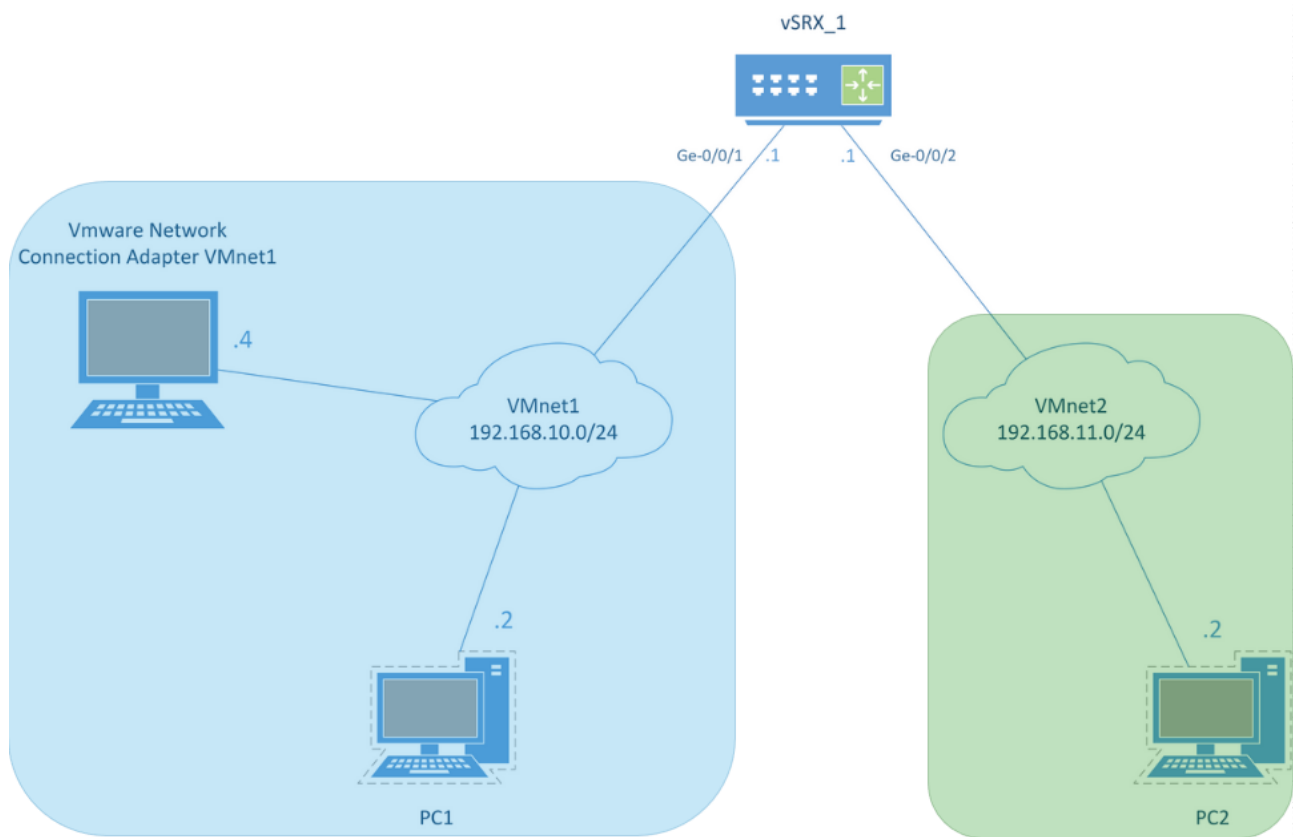 vSRX_1
Ge-0/0/1
.1
.1
Ge-0/0/2
Vmware Network
Connection Adapter VMnet1
.4
VMnet1
192.168.10.0/24
VMnet2
192.168.11.0/24
.2
.2
PC1
PC2